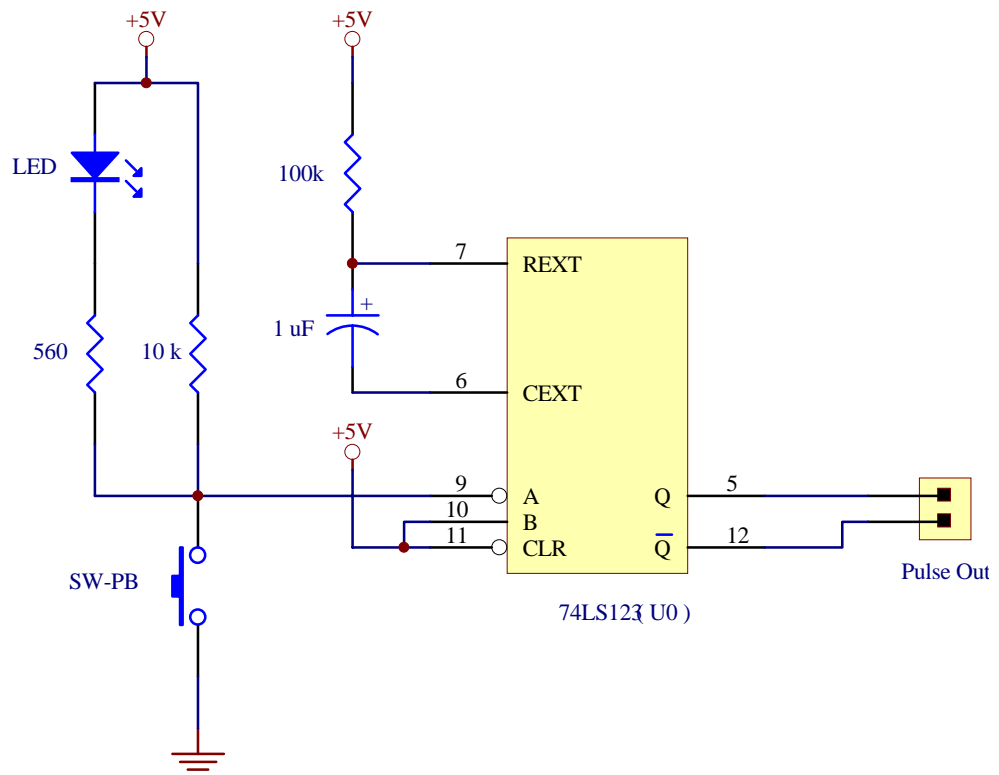 +5V
+5V
LED
100k
7
REXT
1 uF
560
10 k
6
CEXT
+5V
9
A
10
B
11
CLR
Q
5
Q
12
SW-PB
Pulse Out
74LS123 ( U0 )
+